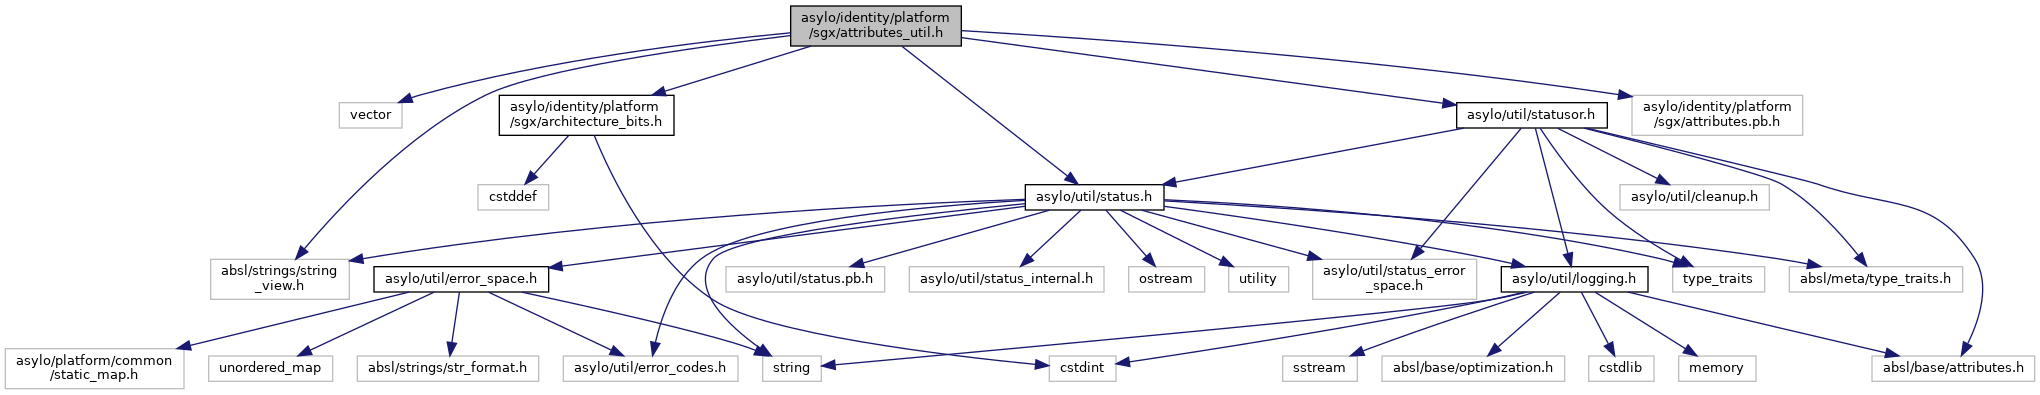 asylo/identity/platform
/sgx/attributes_util.h
vector
asylo/identity/platform
/sgx/architecture_bits.h
asylo/util/statusor.h
asylo/identity/platform
/sgx/attributes.pb.h
cstddef
asylo/util/status.h
asylo/util/cleanup.h
absl/strings/string
_view.h
asylo/util/error_space.h
asylo/util/status.pb.h
asylo/util/status_internal.h
ostream
utility
asylo/util/status_error
_space.h
asylo/util/logging.h
type_traits
absl/meta/type_traits.h
asylo/platform/common
/static_map.h
unordered_map
absl/strings/str_format.h
asylo/util/error_codes.h
string
cstdint
sstream
absl/base/optimization.h
cstdlib
memory
absl/base/attributes.h